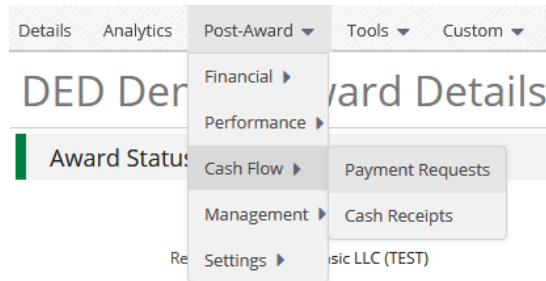 Details Analytics Post-Award Tools Custom
DED Der ard Details
Financial
Performance
Award Status
Cash Flow Payment Requests
Management Cash Receipts
Re Settings sic LLC (TEST)